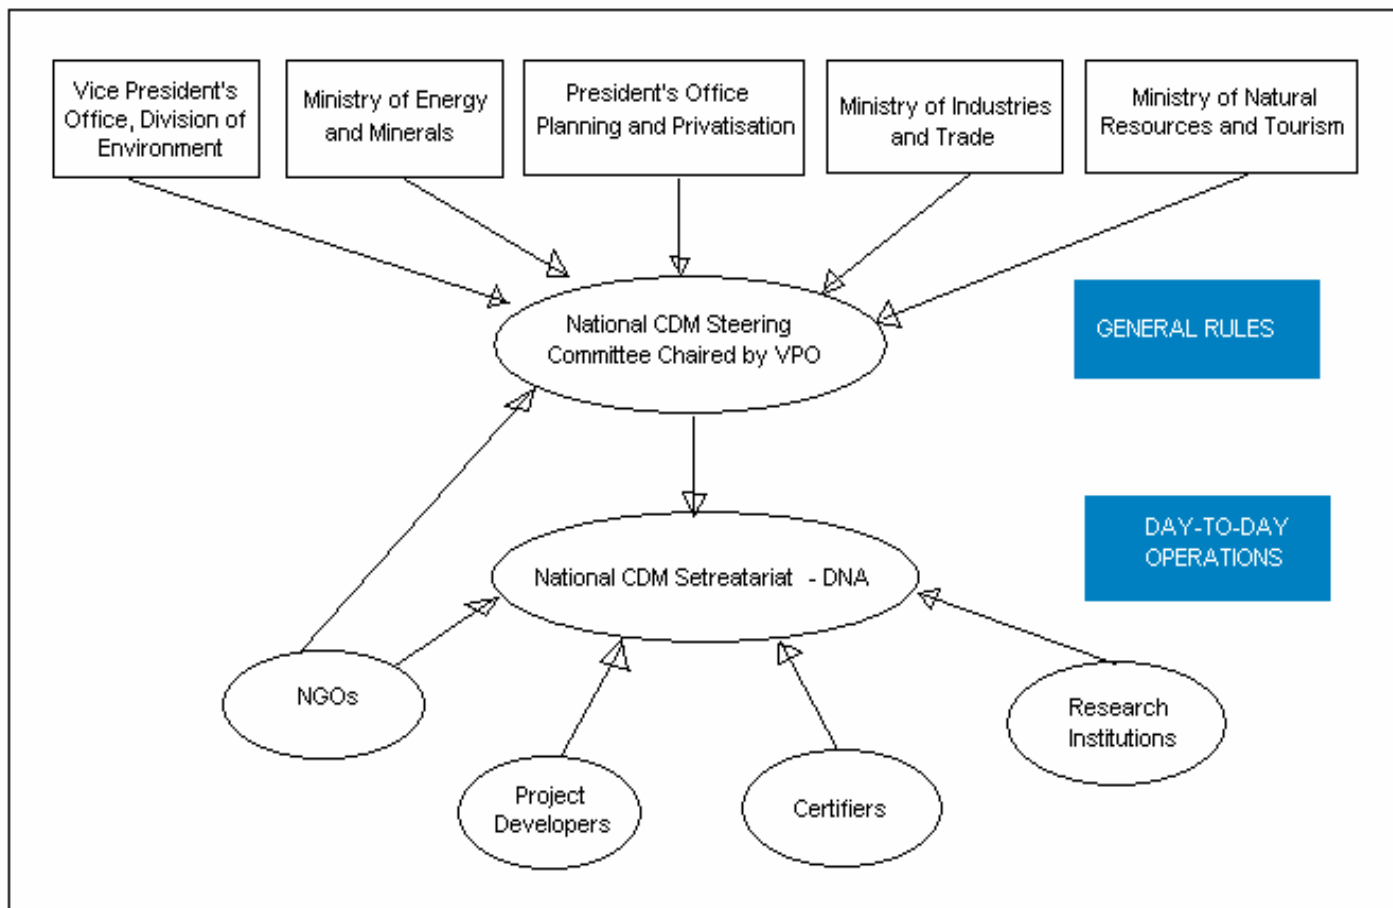 Vice President's
Office, Division of
Environment
Ministry of Energy
and Minerals
President's Office
Planning and Privatisation
Ministry of Industries
and Trade
Ministry of Natural
Resources and Tourism
National CDM Steering
Committee Chaired by VPO
GENERAL RULES
National CDM Setreatariat - DNA
DAY-TO-DAY
OPERATIONS
NGOs
Project
Developers
Certifiers
Research
Institutions